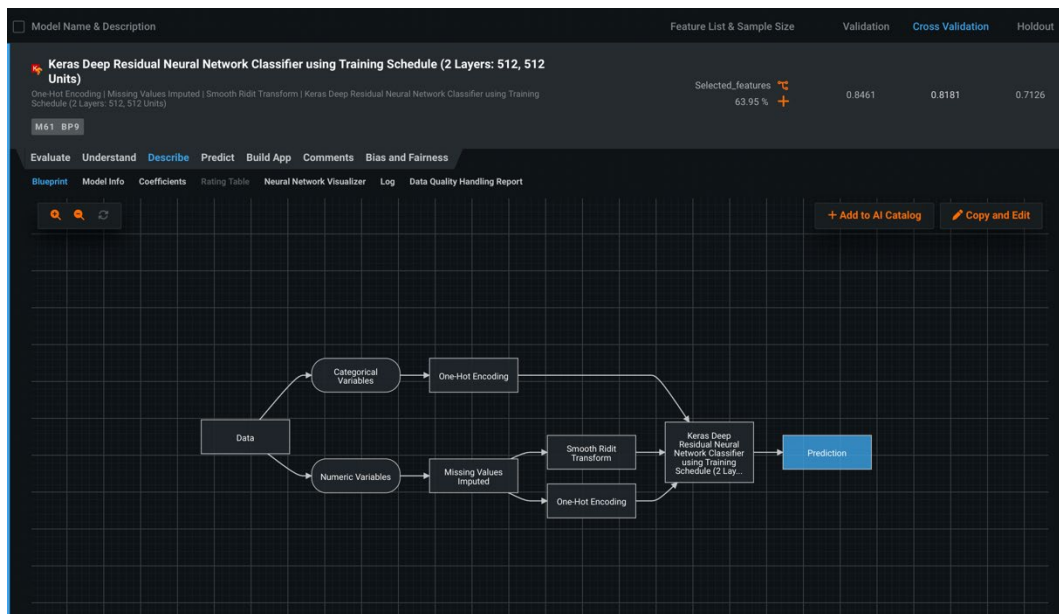 Model Name & Description
Feature List & Sample Size
Validation
Cross Validation
Holdout
Keras Deep Residual Neural Network Classifier using Training Schedule (2 Layers: 512, 512
Units)
One-Hot Encoding | Missing Values Imputed | Smooth Ridit Transform | Keras Deep Residual Neural Network Classifier using Training
Schedule (2 Layers: 512, 512 Units)
M61 BP9
Selected_features
63.95 %
0.8461
0.8181
0.7126
Evaluate Understand Describe Predict Build App Comments Bias and Fairness
Blueprint Model Info Coefficients Rating Table Neural Network Visualizer Log Data Quality Handling Report
+ Add to AI Catalog
Copy and Edit
Categorical
Variables
One-Hot Encoding
Data
Numeric Variables
Missing Values
Imputed
Smooth Ridit
Transform
One-Hot Encoding
Keras Deep
Residual Neural
Network Classifier
using Training
Schedule (2 Lay...
Prediction